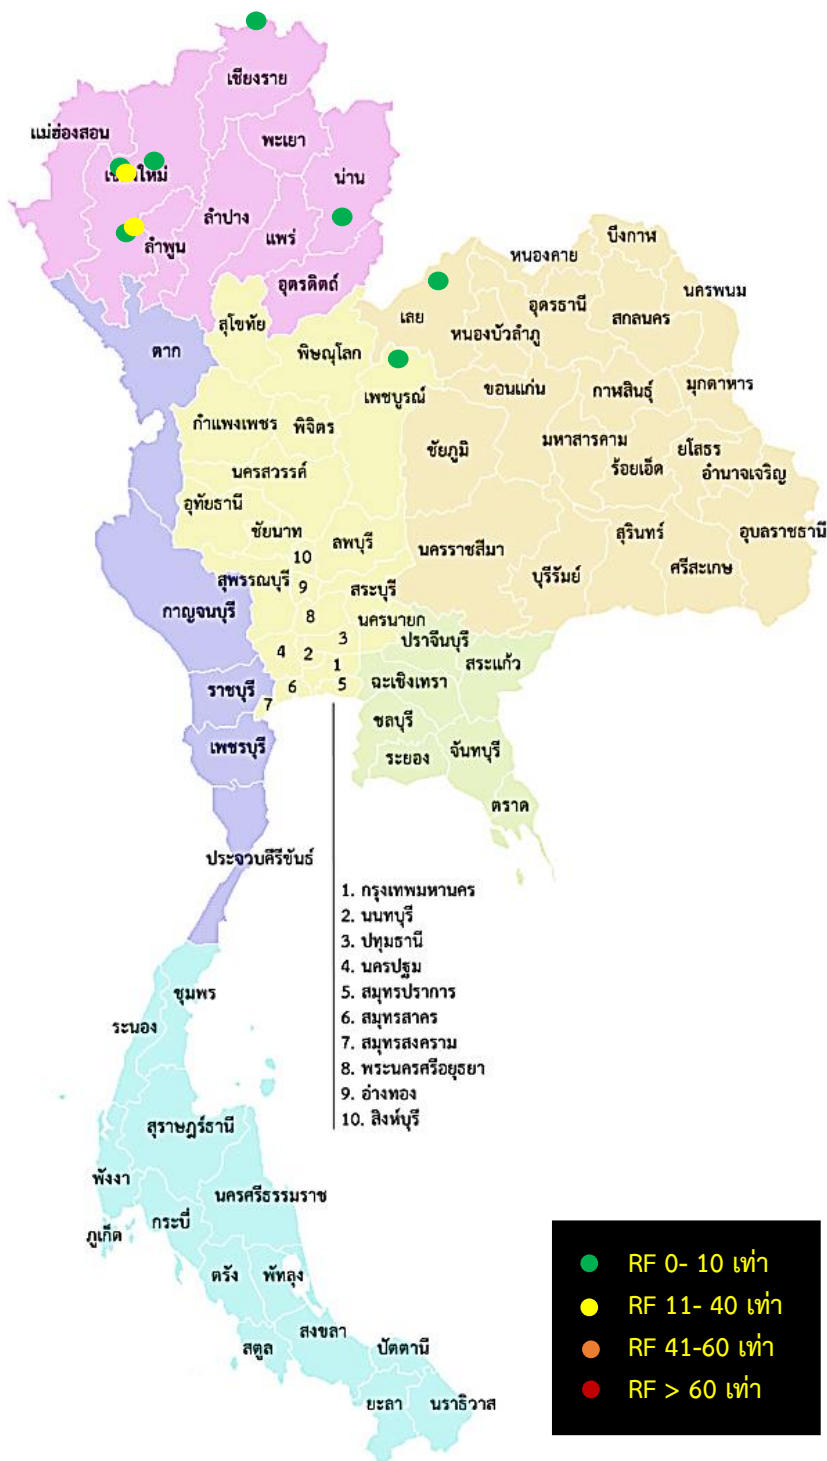 เชียงราย
แม่ฮ่องสอน
พะเยา
น่าน
ลำปาง
แพร่
ลำพูน
อุตรดิตถ์
บึงกาฬ
หนองคาย
นครพนม
อุดรธานี
สกลนคร
เลย
หนองบัวลำภู
สุโขทัย
ตาก
พิษณุโลก
เพชบูรณ์
ขอนแก่น
กาฬสินธุ์
มุกดาหาร
กำแพงเพชร
พิจิตร
ชัยภูมิ
มหาสารคาม
ยโสธร
ร้อยเอ็ด
อำนาจเจริญ
นครสวรรค์
อุทัยธานี
ชัยนาท
ลพบุรี
นครราชสีมา
สุรินทร์
อุบลราชธานี
บุรีรัมย์
ศรีสะเกษ
10
สุพรรณบุรี
9
สระบุรี
กาญจนบุรี
8
นครนายก
3
ปราจีนบุรี
4
2
1
สระแก้ว
ราชบุรี
6
5
ฉะเชิงเทรา
7
ชลบุรี
เพชรบุรี
ระยอง
จันทบุรี
ตราด
ประจวบคีรีขันธ์
1. กรุงเทพมหานคร
2. นนทบุรี
3. ปทุมธานี
4. นครปฐม
5. สมุทรปราการ
6. สมุทรสาคร
7. สมุทรสงคราม
8. พระนครศรีอยุธยา
9. อ่างทอง
10. สิงห์บุรี
ชุมพร
ระนอง
สุราษฎร์ธานี
พังงา
นครศรีธรรมราช
กระบี่
ภูเก็ต
ตรัง
พัทลุง
สงขลา
สตูล
ปัตตานี
ยะลา
นราธิวาส
RF 0- 10 เท่า
RF 11- 40 เท่า
RF 41-60 เท่า
RF > 60 เท่า